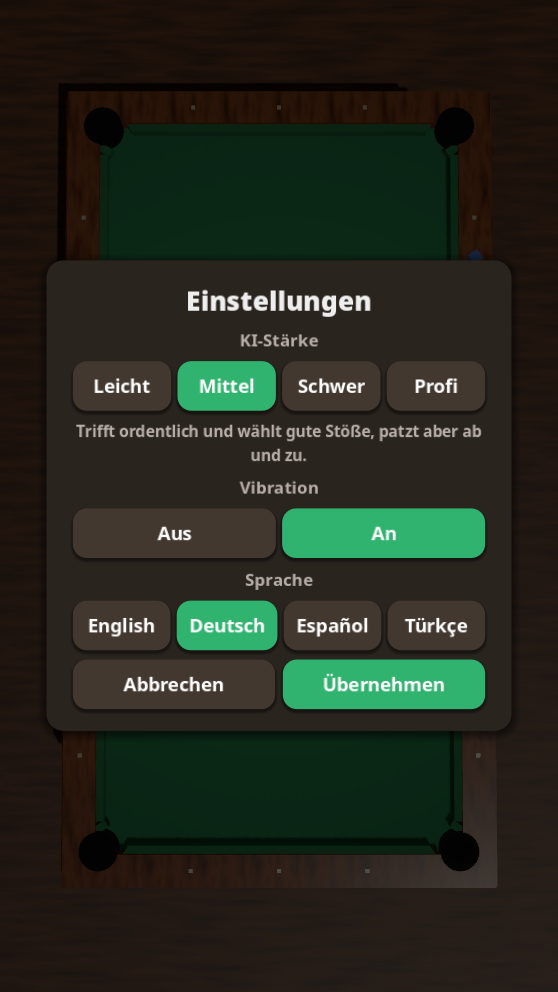 Einstellungen
KI-Stärke
Leicht Mittel Schwer Profi
Trifft ordentlich und wählt gute Stöße, patzt aber ab
und zu.
Vibration
Aus An
Sprache
English Deutsch Español Türkçe
Abbrechen Übernehmen